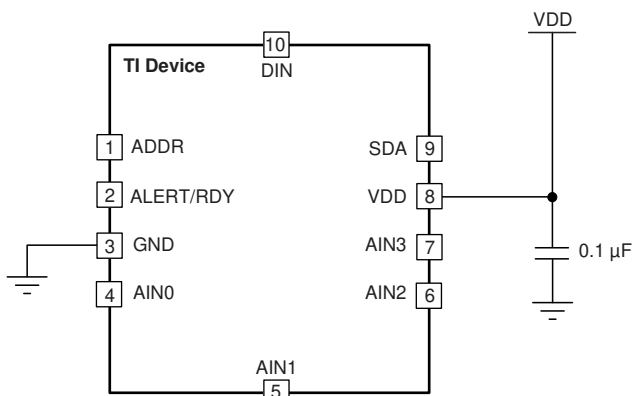 VDD
10
TI Device
DIN
1 ADDR
SDA 9
2 ALERT/RDY
VDD 8
3 GND
AIN3 7
0.1 µF
4 AIN0
AIN2 6
AIN1
5